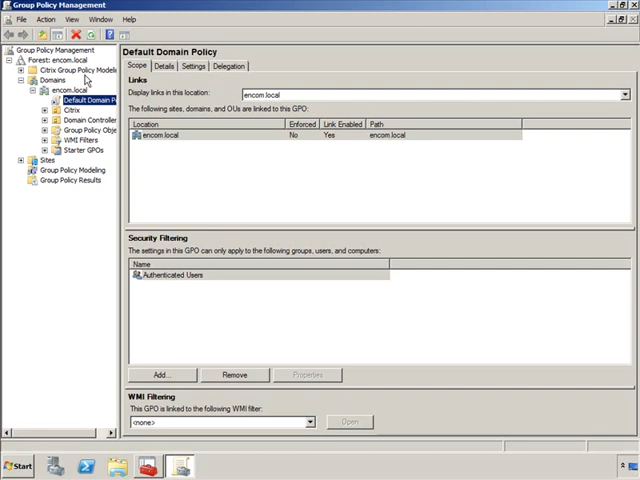 Group Policy Management
File Action View Window Help
Group Policy Management
Forest: encom.local
Citrix Group Policy Modeli
Domains
encom.local
Default Domain P
Citrix
Domain Controller
Group Policy Obje
WMI Filters
Starter GPOs
Sites
Group Policy Modeling
Group Policy Results
Default Domain Policy
Scope Details Settings Delegation
Links
Display links in this location: encom.local
The following sites, domains, and OUs are linked to this GPO:
Location Enforced Link Enabled Path
encom.local No Yes encom.local
Security Filtering
The settings in this GPO can only apply to the following groups, users, and computers:
Name
Authenticated Users
Add... Remove Properties
WMI Filtering
This GPO is linked to the following WMI filter:
<none> Open
Start